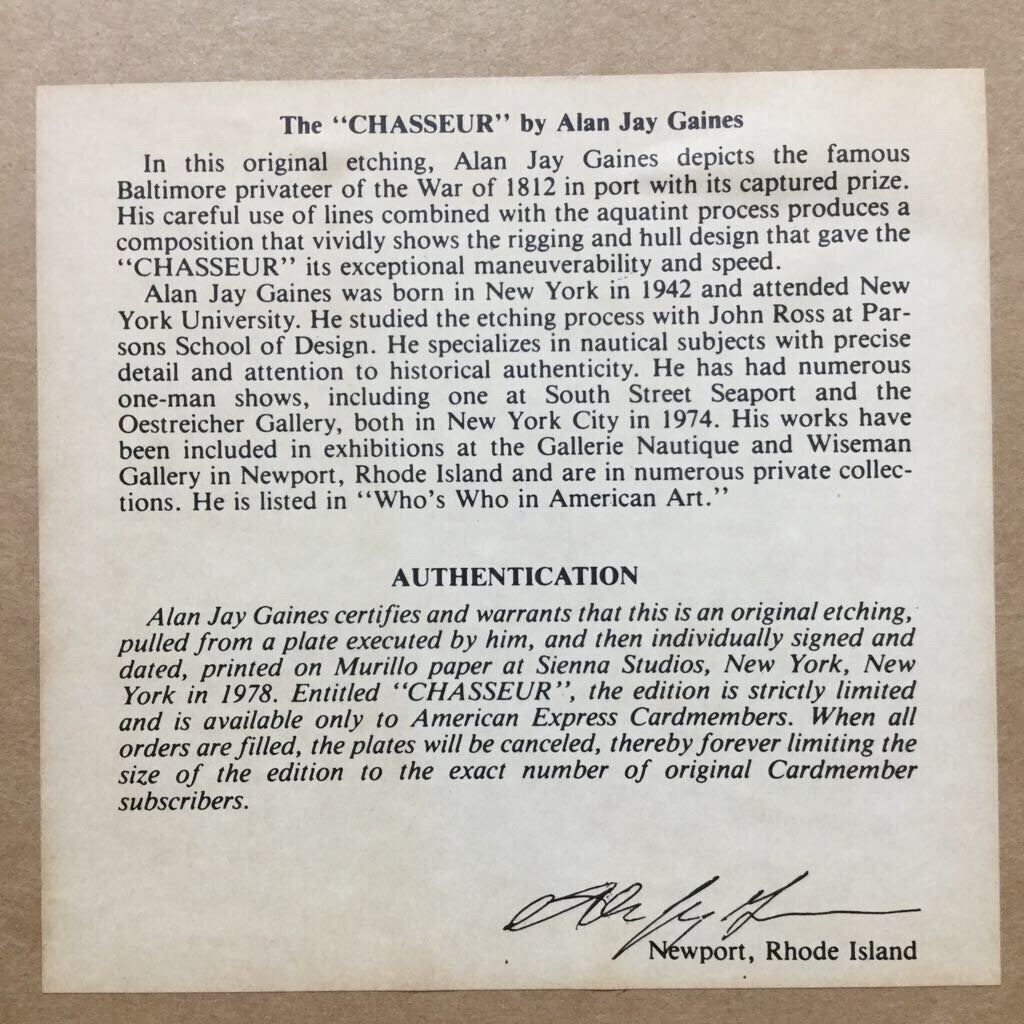 The “CHASSEUR” by Alan Jay Gaines
In this original etching, Alan Jay Gaines depicts the famous
Baltimore privateer of the War of 1812 in port with its captured prize.
His careful use of lines combined with the aquatint process produces a
composition that vividly shows the rigging and hull design that gave the
“CHASSEUR” its exceptional maneuverability and speed.
Alan Jay Gaines was born in New York in 1942 and attended New
York University. He studied the etching process with John Ross at Par-
sons School of Design. He specializes in nautical subjects with precise
detail and attention to historical authenticity. He has had numerous
one-man shows, including one at South Street Seaport and the
Oestreicher Gallery, both in New York City in 1974. His works have
been included in exhibitions at the Gallerie Nautique and Wiseman
Gallery in Newport, Rhode Island and are in numerous private collec-
tions. He is listed in “Who’s Who in American Art.”
AUTHENTICATION
Alan Jay Gaines certifies and warrants that this is an original etching,
pulled from a plate executed by him, and then individually signed and
dated, printed on Murillo paper at Sienna Studios, New York, New
York in 1978. Entitled “CHASSEUR”, the edition is strictly limited
and is available only to American Express Cardmembers. When all
orders are filled, the plates will be canceled, thereby forever limiting the
size of the edition to the exact number of original Cardmember
subscribers.
Newport, Rhode Island